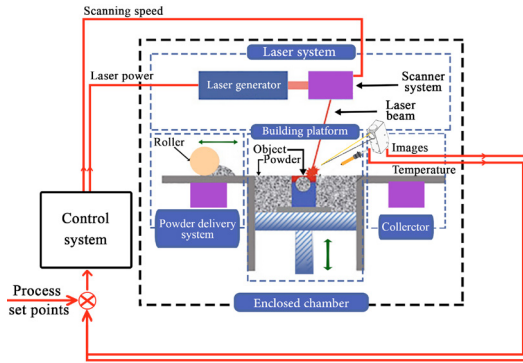 Scanning speed
Laser system
Laser power
Laser generator
Scanner
system
Laser
beam
Building platform
Images
Roller
Object
Powder
Temperature
Control
system
Powder delivery
system
Collerctor
Process
set points
Enclosed chamber